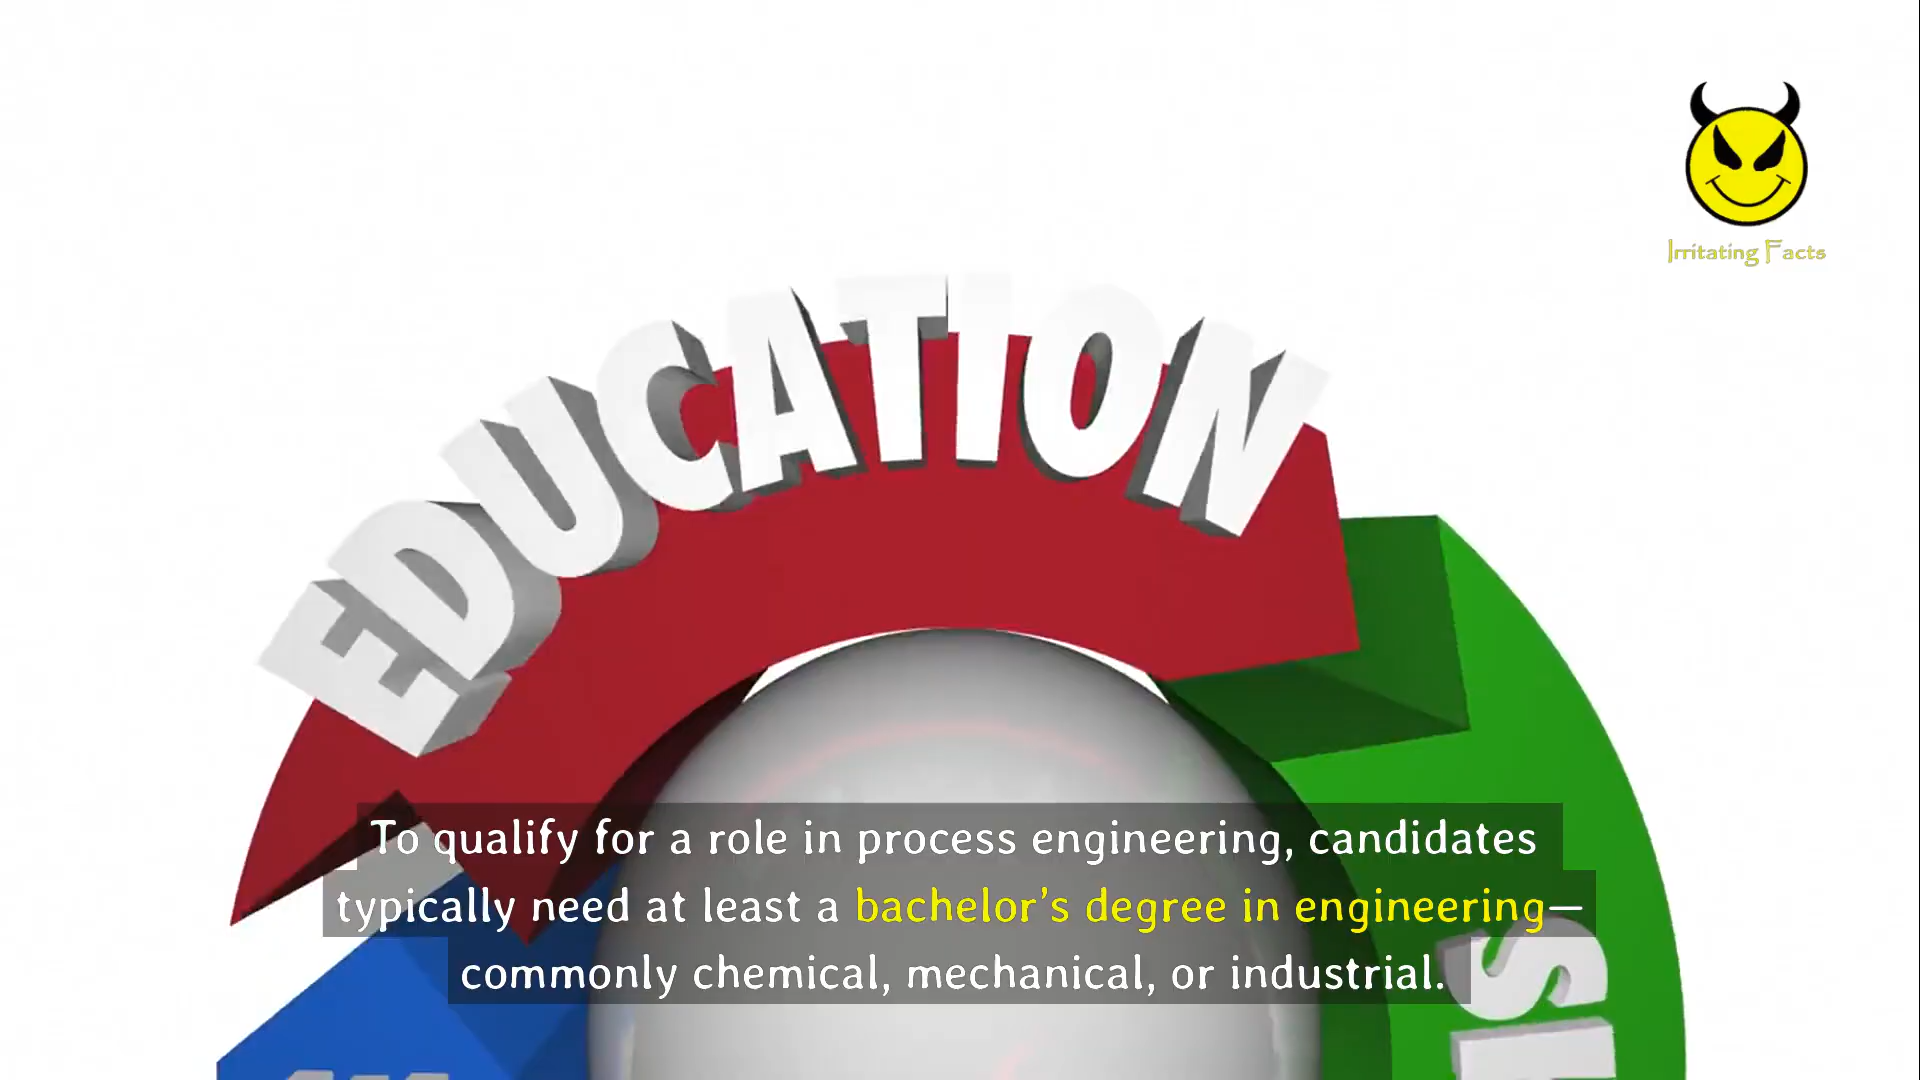 Irritating Facts
EDUCATION
To qualify for a role in process engineering, candidates
typically need at least a bachelor's degree in engineering—
commonly chemical, mechanical, or industrial.